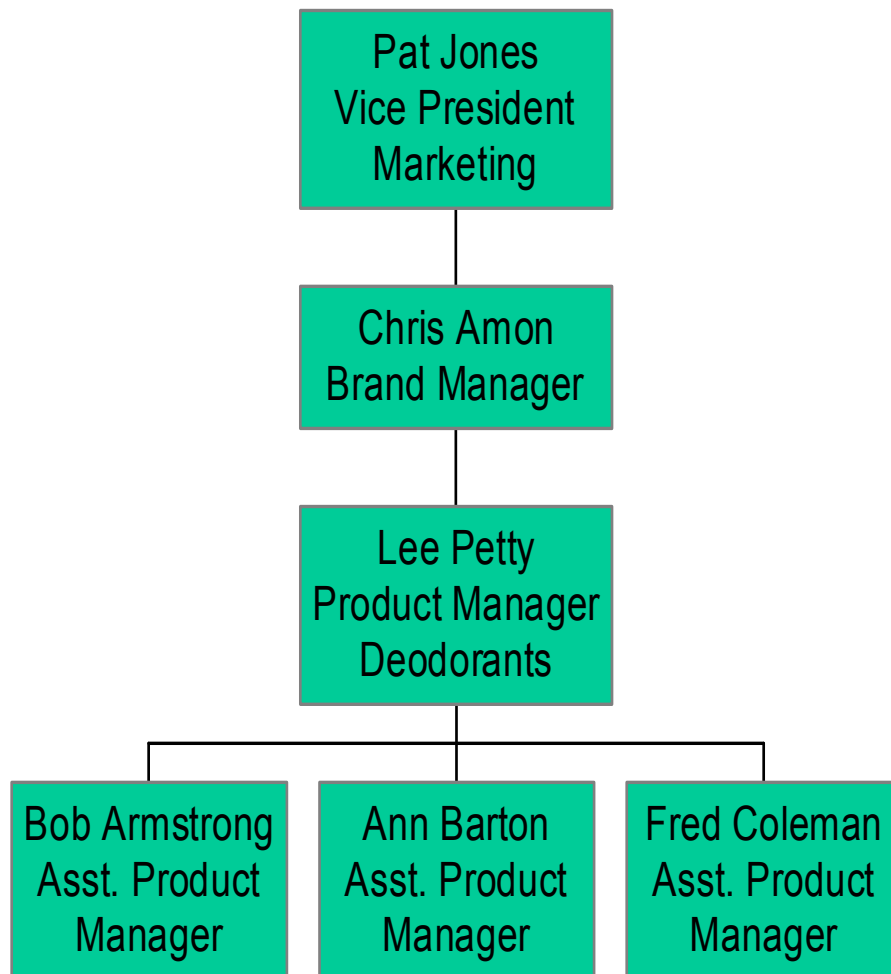 Pat Jones
Vice President
Marketing
Chris Amon
Brand Manager
Lee Petty
Product Manager
Deodorants
Bob Armstrong
Asst. Product
Manager
Ann Barton
Asst. Product
Manager
Fred Coleman
Asst. Product
Manager